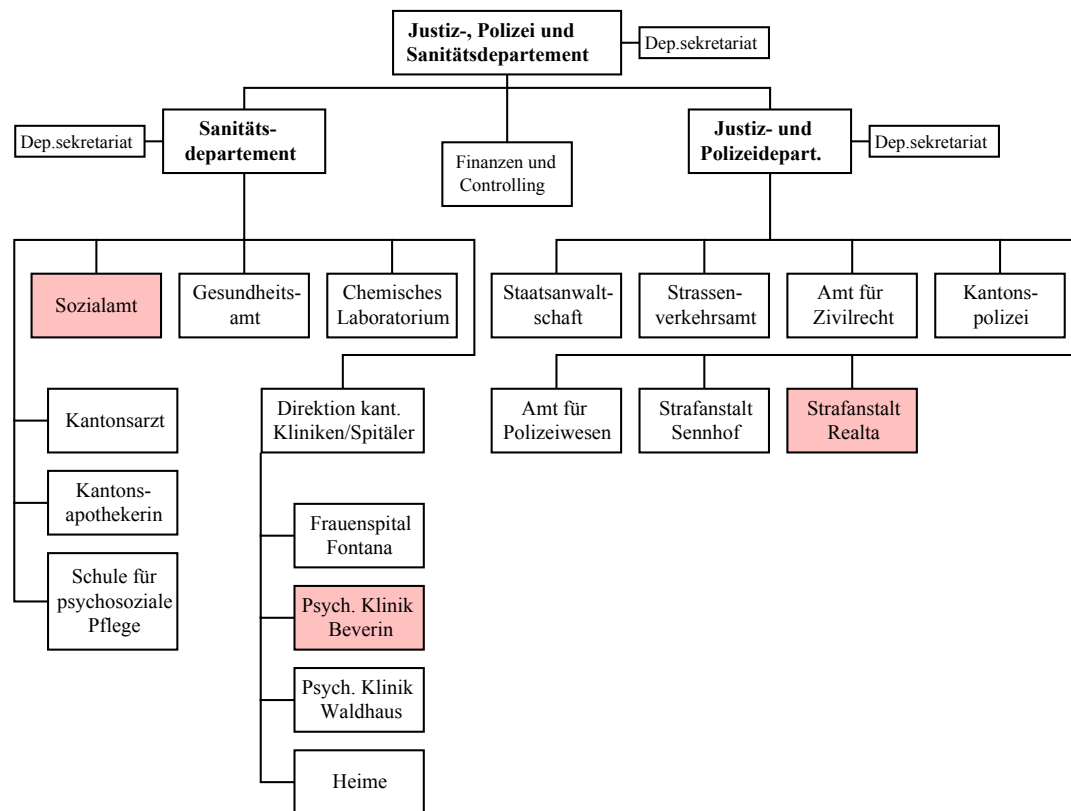 Justiz-, Polizei und
Sanitätsdepartement
Dep.sekretariat
Dep.sekretariat
Sanitäts-
departement
Finanzen und
Controlling
Justiz- und
Polizeidepart.
Dep.sekretariat
Sozialamt
Gesundheits-
amt
Chemisches
Laboratorium
Staatsanwalt-
schaft
Strassen-
verkehrsamt
Amt für
Zivilrecht
Kantons-
polizei
Kantonsarzt
Direktion kant.
Kliniken/Spitäler
Amt für
Polizeiwesen
Strafanstalt
Sennhof
Strafanstalt
Realta
Kantons-
apothekerin
Frauenspital
Fontana
Schule für
psychosoziale
Pflege
Psych. Klinik
Beverin
Psych. Klinik
Waldhaus
Heime